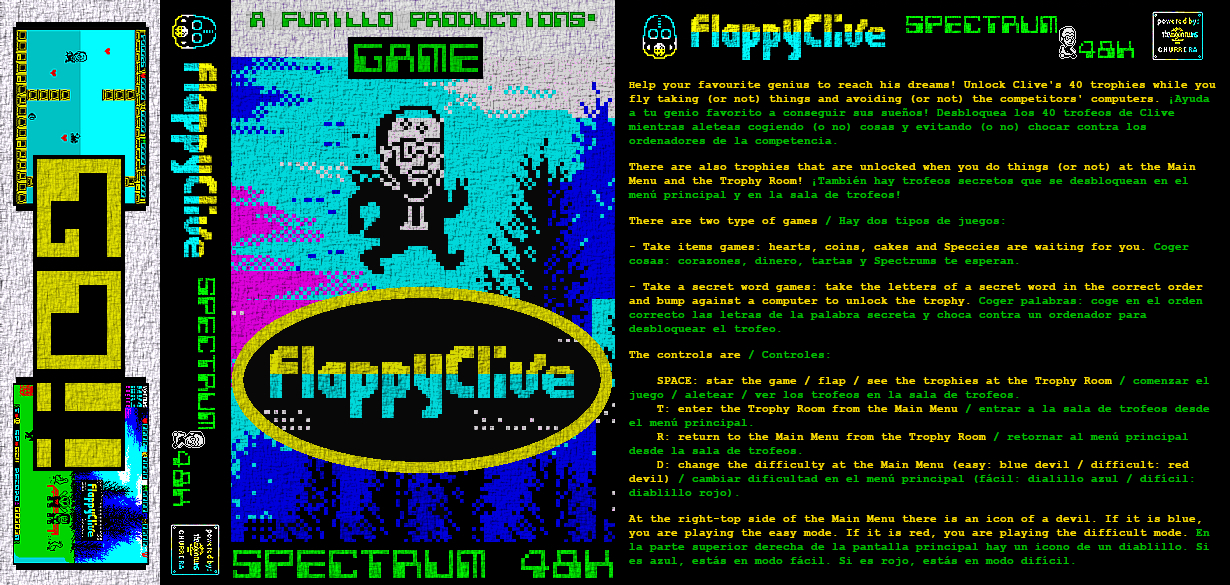 FlappyClive
SPECTRUM
48K
powered by:
the mojon twins
CHURRERA
A FURILLO PRODUCTIONS'
GAME
FlappyClive
SPECTRUM 48K
FlappyClive
SPECTRUM
48K
powered by:
the mojon twins
CHURRERA
Help your favourite genius to reach his dreams! Unlock Clive's 40 trophies while you
fly taking (or not) things and avoiding (or not) the competitors' computers. ¡Ayuda
a tu genio favorito a conseguir sus sueños! Desbloquea los 40 trofeos de Clive
mientras aleteas cogiendo (o no) cosas y evitando (o no) chocar contra los
ordenadores de la competencia.
There are also trophies that are unlocked when you do things (or not) at the Main
Menu and the Trophy Room! ¡También hay trofeos secretos que se desbloquean en el
menú principal y en la sala de trofeos!
There are two type of games / Hay dos tipos de juegos:
- Take items games: hearts, coins, cakes and Speccies are waiting for you. Coger
cosas: corazones, dinero, tartas y Spectrums te esperan.
- Take a secret word games: take the letters of a secret word in the correct order
and bump against a computer to unlock the trophy. Coger palabras: coge en el orden
correcto las letras de la palabra secreta y choca contra un ordenador para
desbloquear el trofeo.
The controls are / Controles:
SPACE: star the game / flap / see the trophies at the Trophy Room / comenzar el
juego / aletear / ver los trofeos en la sala de trofeos.
T: enter the Trophy Room from the Main Menu / entrar a la sala de trofeos desde
el menú principal.
R: return to the Main Menu from the Trophy Room / retornar al menú principal
desde la sala de trofeos.
D: change the difficulty at the Main Menu (easy: blue devil / difficult: red
devil) / cambiar dificultad en el menú principal (fácil: dialillo azul / difícil:
diablillo rojo).
At the right-top side of the Main Menu there is an icon of a devil. If it is blue,
you are playing the easy mode. If it is red, you are playing the difficult mode. En
la parte superior derecha de la pantalla principal hay un icono de un diablillo. Si
es azul, estás en modo fácil. Si es rojo, estás en modo difícil.